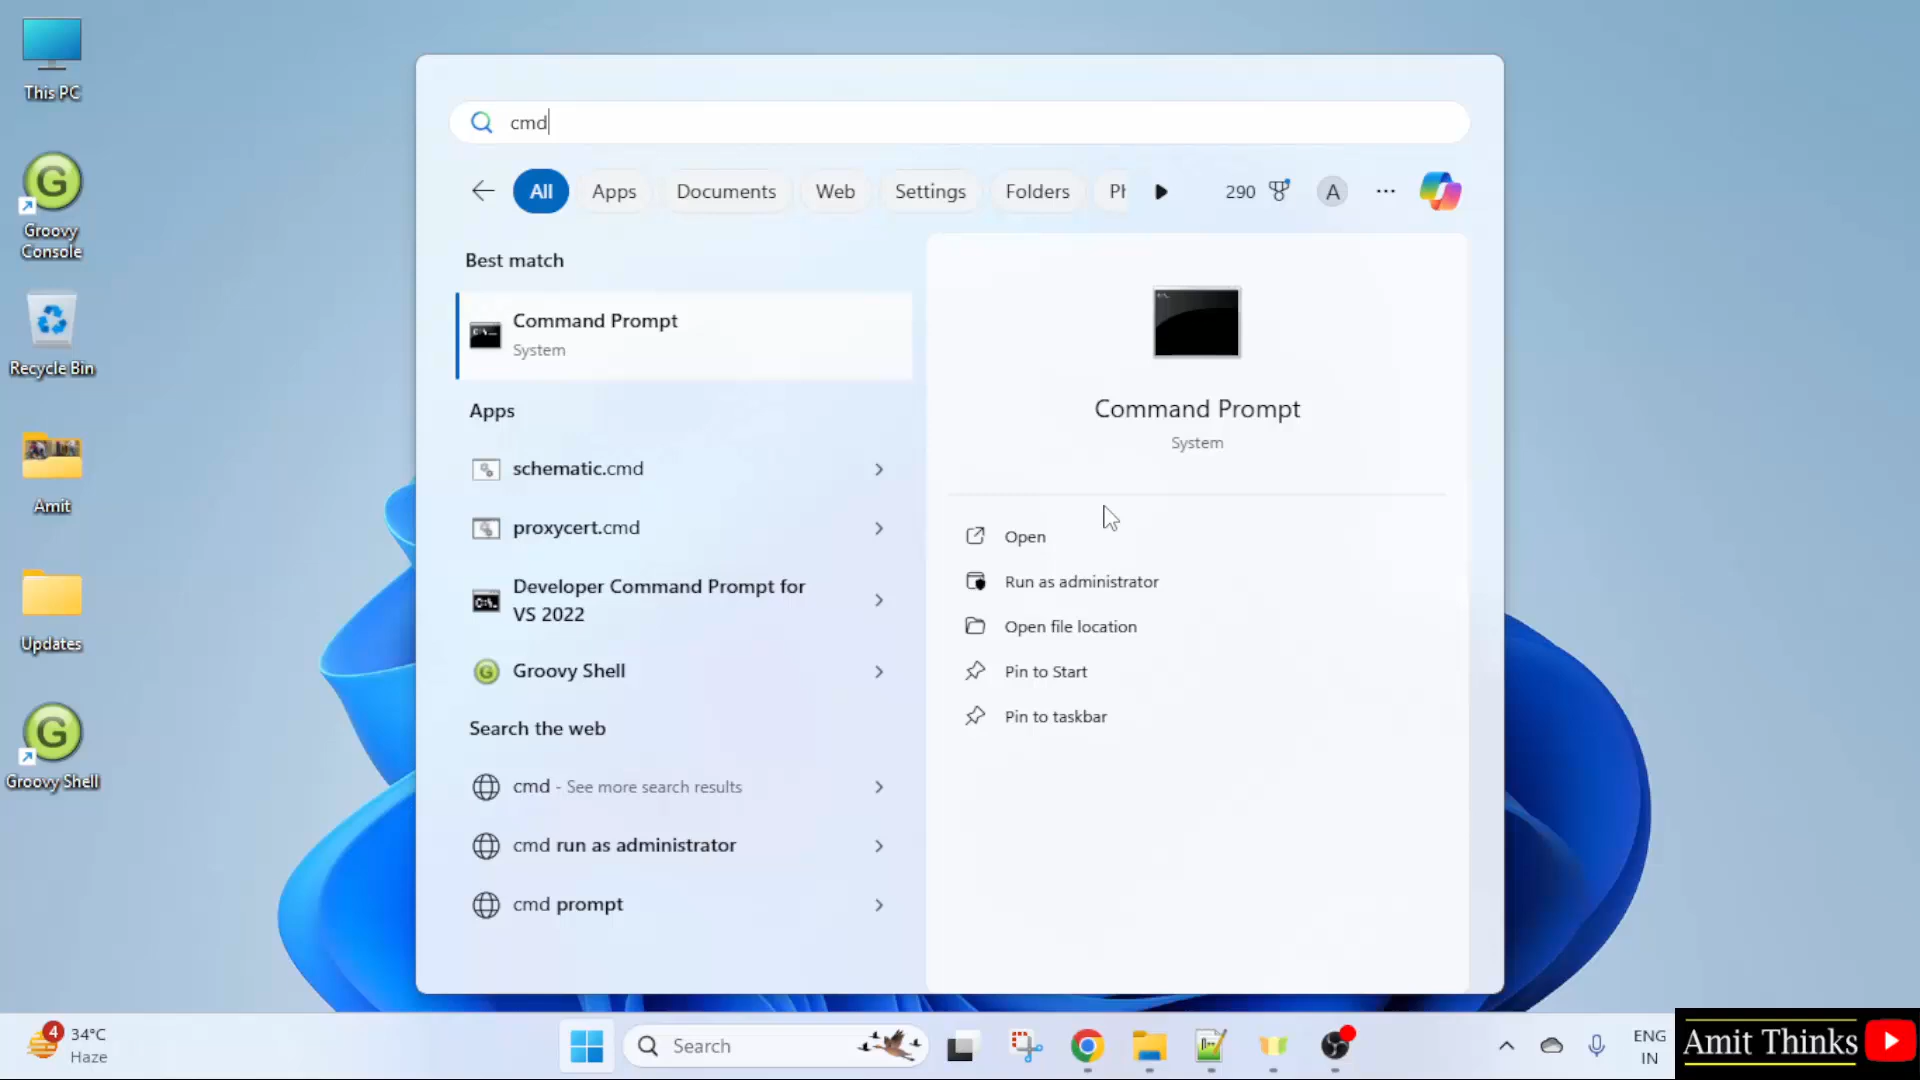 This PC
Groovy
Console
Recycle Bin
Amit
Updates
Groovy Shell
cmd
All
Apps
Documents
Web
Settings
Folders
290
A
Best match
Command Prompt
System
Apps
schematic.cmd
proxycert.cmd
Developer Command Prompt for
VS 2022
Groovy Shell
Search the web
cmd - See more search results
cmd run as administrator
cmd prompt
Command Prompt
System
Open
Run as administrator
Open file location
Pin to Start
Pin to taskbar
4
34°C
Haze
Search
ENG
IN
Amit Thinks